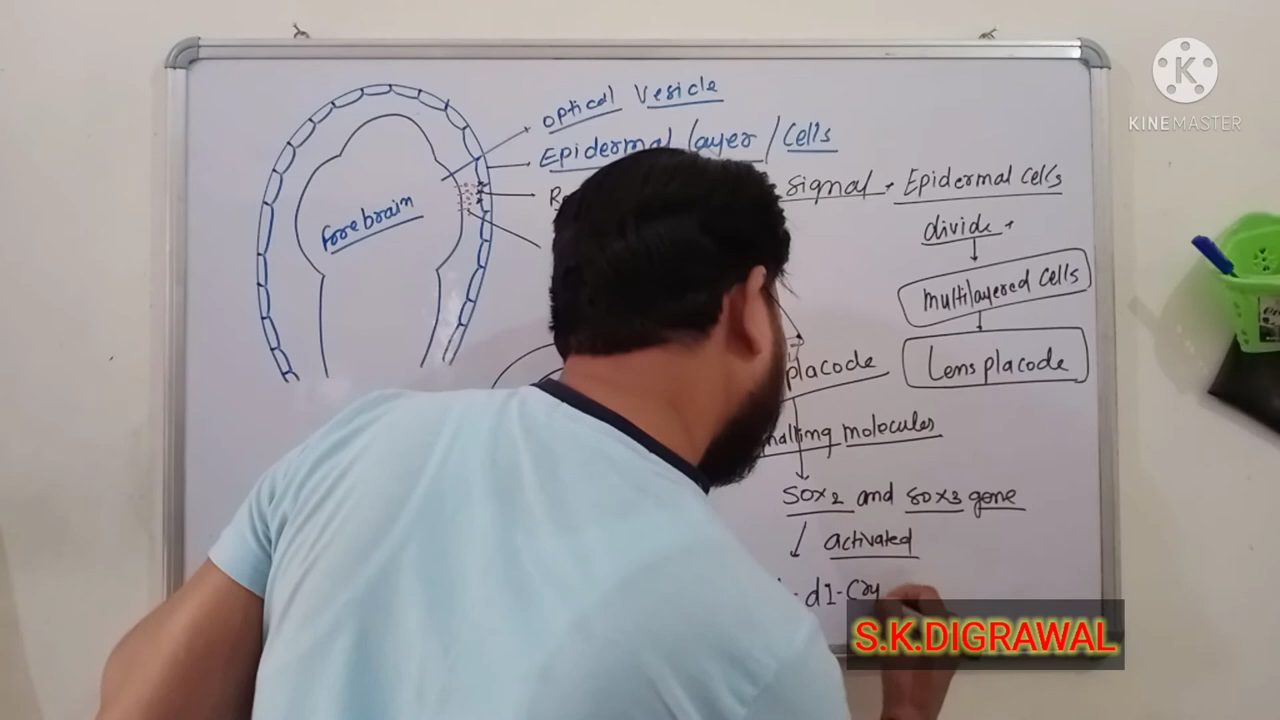 optical Vesicle
Epidermal layer / Cells
signal · Epidermal cells
divide
forebrain
multilayered cells
Lens placode
placode
molecules
SOX2 and SOX3 gene
activated
d1-Cry
S.K.DIGRAWAL
K
KINEMASTER